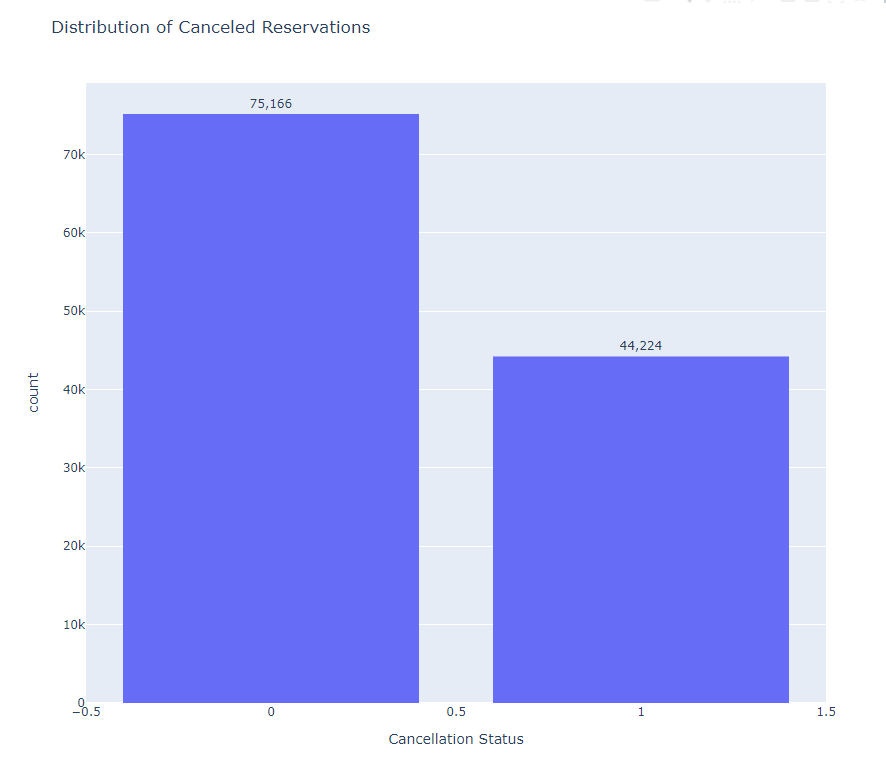 Distribution of Canceled Reservations
75,166
70k
60k
50k
44,224
40k
30k
20k
10k
0
−0.5
0
0.5
1
1.5
count
Cancellation Status